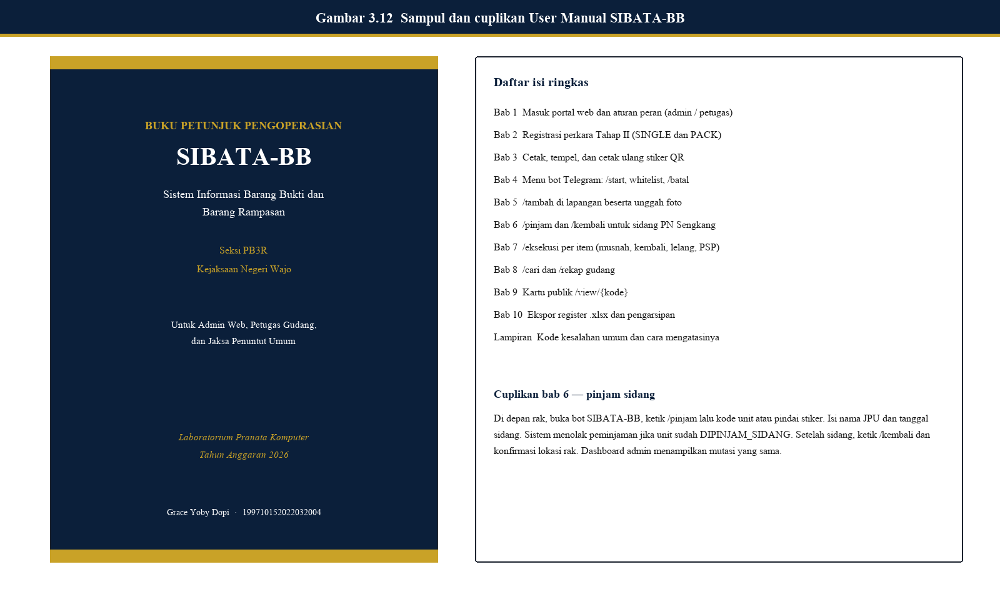 Gambar 3.12  Sampul dan cuplikan User Manual SIBATA-BB
BUKU PETUNJUK PENGOPERASIAN
SIBATA-BB
Sistem Informasi Barang Bukti dan
Barang Rampasan
Seksi PB3R
Kejaksaan Negeri Wajo
Untuk Admin Web, Petugas Gudang,
dan Jaksa Penuntut Umum
Laboratorium Pranata Komputer
Tahun Anggaran 2026
Grace Yoby Dopi · 199710152022032004
Daftar isi ringkas
Bab 1  Masuk portal web dan aturan peran (admin / petugas)
Bab 2  Registrasi perkara Tahap II (SINGLE dan PACK)
Bab 3  Cetak, tempel, dan cetak ulang stiker QR
Bab 4  Menu bot Telegram: /start, whitelist, /batal
Bab 5  /tambah di lapangan beserta unggah foto
Bab 6  /pinjam dan /kembali untuk sidang PN Sengkang
Bab 7  /eksekusi per item (musnah, kembali, lelang, PSP)
Bab 8  /cari dan /rekap gudang
Bab 9  Kartu publik /view/{kode}
Bab 10  Ekspor register .xlsx dan pengarsipan
Lampiran  Kode kesalahan umum dan cara mengatasinya
Cuplikan bab 6 — pinjam sidang
Di depan rak, buka bot SIBATA-BB, ketik /pinjam lalu kode unit atau pindai stiker. Isi nama JPU dan tanggal
sidang. Sistem menolak peminjaman jika unit sudah DIPINJAM_SIDANG. Setelah sidang, ketik /kembali dan
konfirmasi lokasi rak. Dashboard admin menampilkan mutasi yang sama.